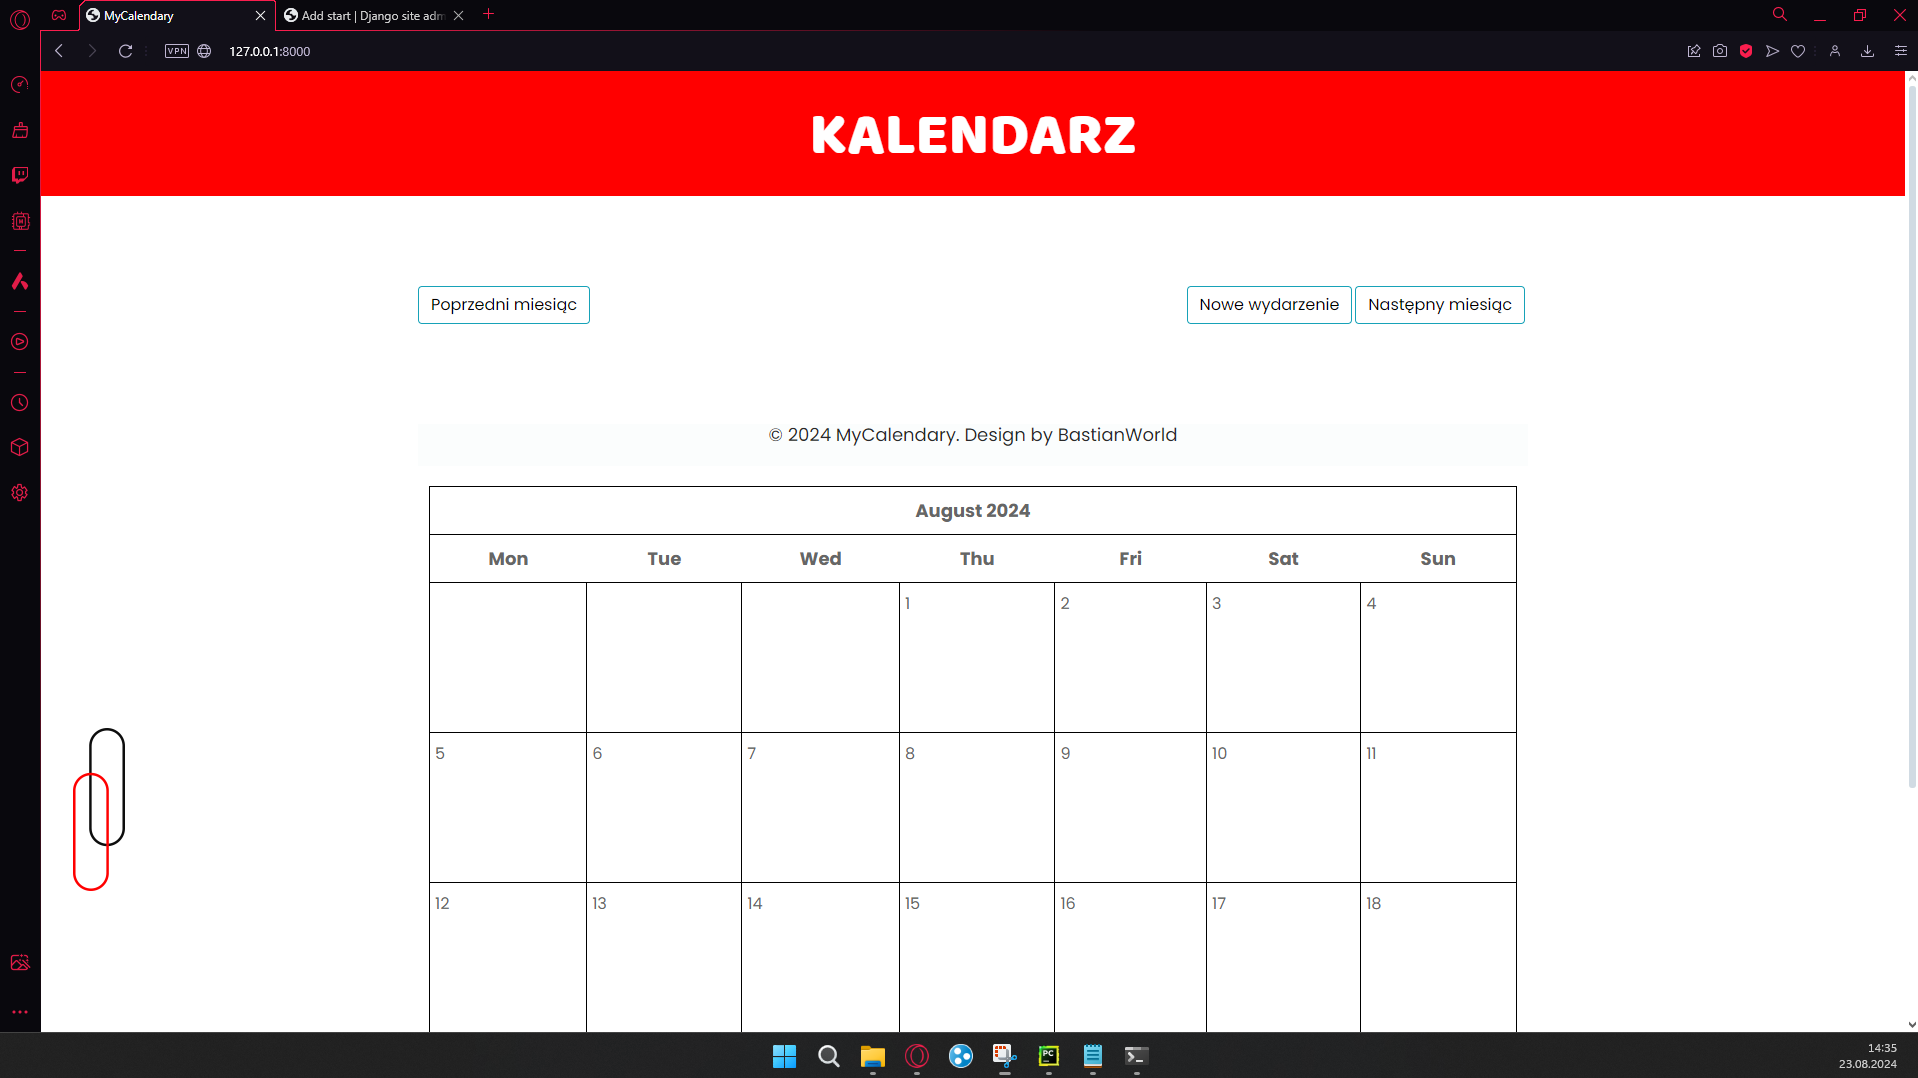 MyCalendary
Add start | Django site adm
VPN
127.0.0.1:8000
KALENDARZ
Poprzedni miesiąc
Nowe wydarzenie
Następny miesiąc
© 2024 MyCalendary. Design by BastianWorld
August 2024
Mon Tue Wed Thu Fri Sat Sun
1 2 3 4
5 6 7 8 9 10 11
12 13 14 15 16 17 18
PC
14:35
23.08.2024